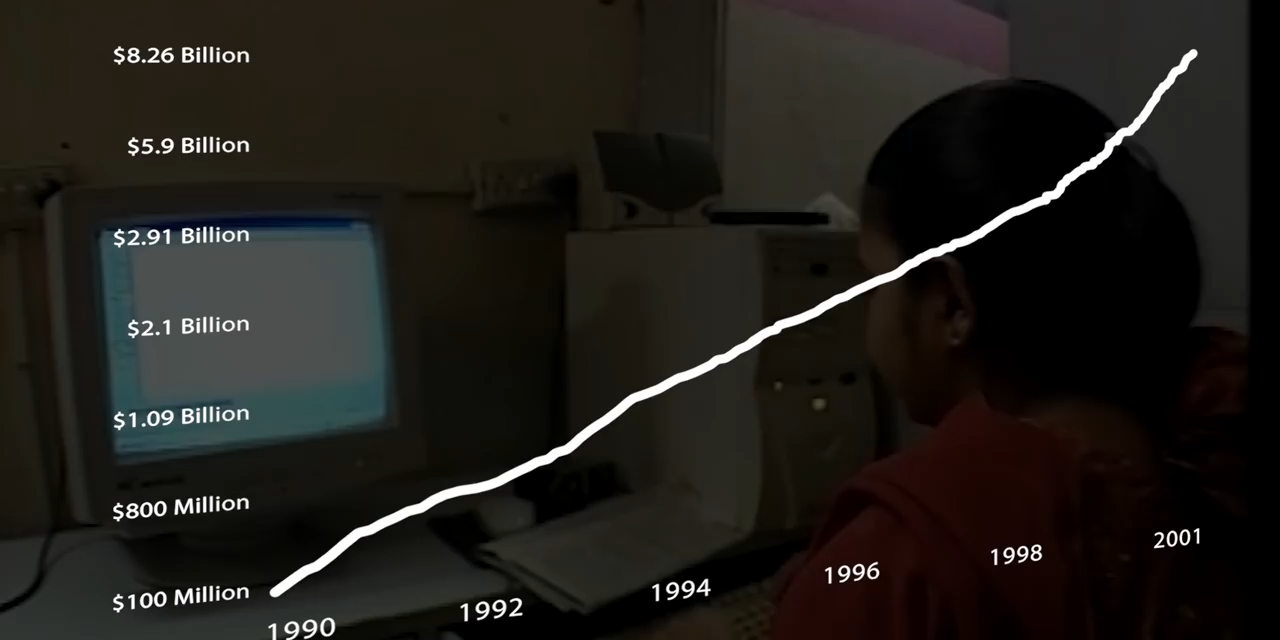 $8.26 Billion
$5.9 Billion
$2.91 Billion
$2.1 Billion
$1.09 Billion
$800 Million
$100 Million
1990
1992
1994
1996
1998
2001